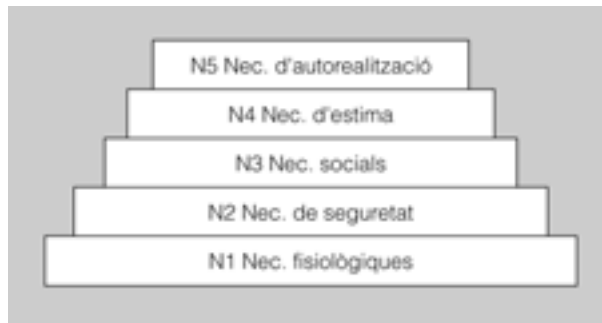 N5 Nec. d'autorealització
N4 Nec. d'estima
N3 Nec. socials
N2 Nec. de seguretat
N1 Nec. fisiològiques